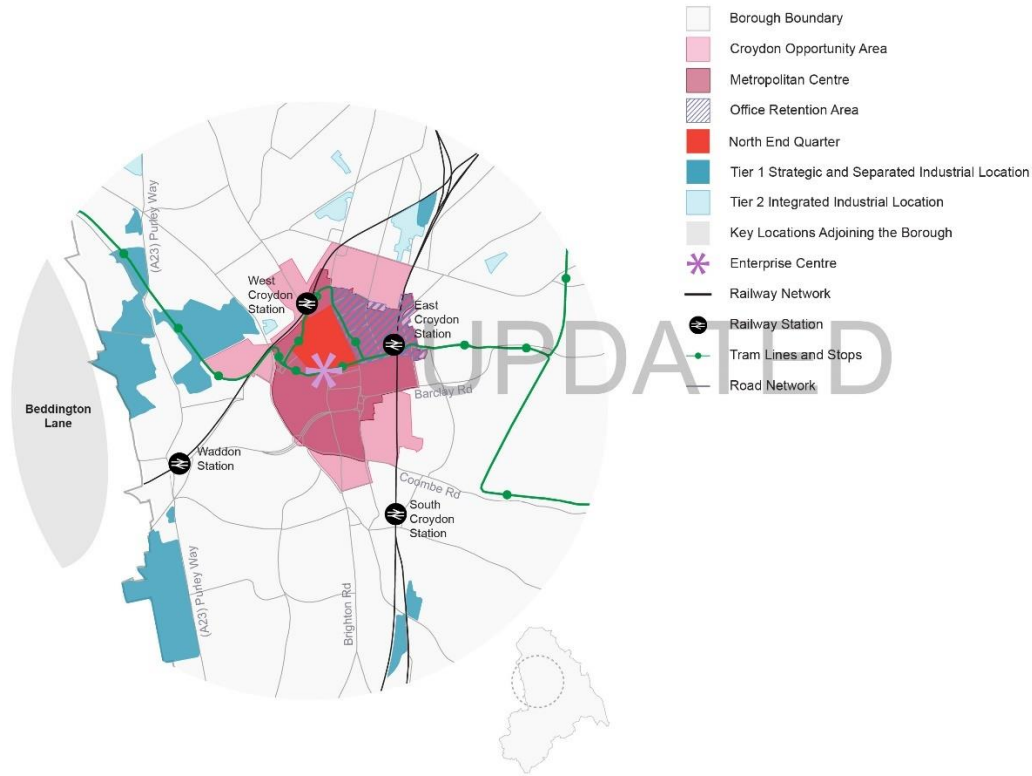 Borough Boundary
Croydon Opportunity Area
Metropolitan Centre
Office Retention Area
North End Quarter
Tier 1 Strategic and Separated Industrial Location
Tier 2 Integrated Industrial Location
Key Locations Adjoining the Borough
Enterprise Centre
Railway Network
Railway Station
Tram Lines and Stops
Road Network
(A23) Purley Way
West
Croydon
Station
East
Croydon
Station
UPDATED
Barclay Rd
Beddington
Lane
Waddon
Station
Coombe Rd
South
Croydon
Station
(A23) Purley Way
Brighton Rd